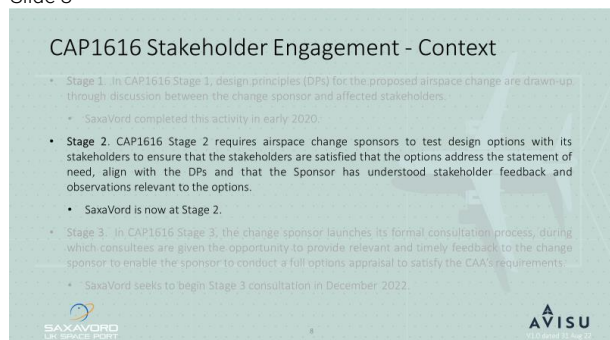 Slide 8
CAP1616 Stakeholder Engagement - Context
• Stage 1. In CAP1616 Stage 1, design principles (DPs) for the proposed airspace change are drawn-up
through discussion between the change sponsor and affected stakeholders.
• SaxaVord completed this activity in early 2020.
• Stage 2. CAP1616 Stage 2 requires airspace change sponsors to test design options with its
stakeholders to ensure that the stakeholders are satisfied that the options address the statement of
need, align with the DPs and that the Sponsor has understood stakeholder feedback and
observations relevant to the options.
• SaxaVord is now at Stage 2.
• Stage 3. In CAP1616 Stage 3, the change sponsor launches its formal consultation process, during
which consultees are given the opportunity to provide relevant and timely feedback to the change
sponsor to enable the sponsor to conduct a full options appraisal to satisfy the CAA's requirements.
• SaxaVord seeks to begin Stage 3 consultation in December 2022.
SAXAVORD
UK SPACE PORT
8
AVISU